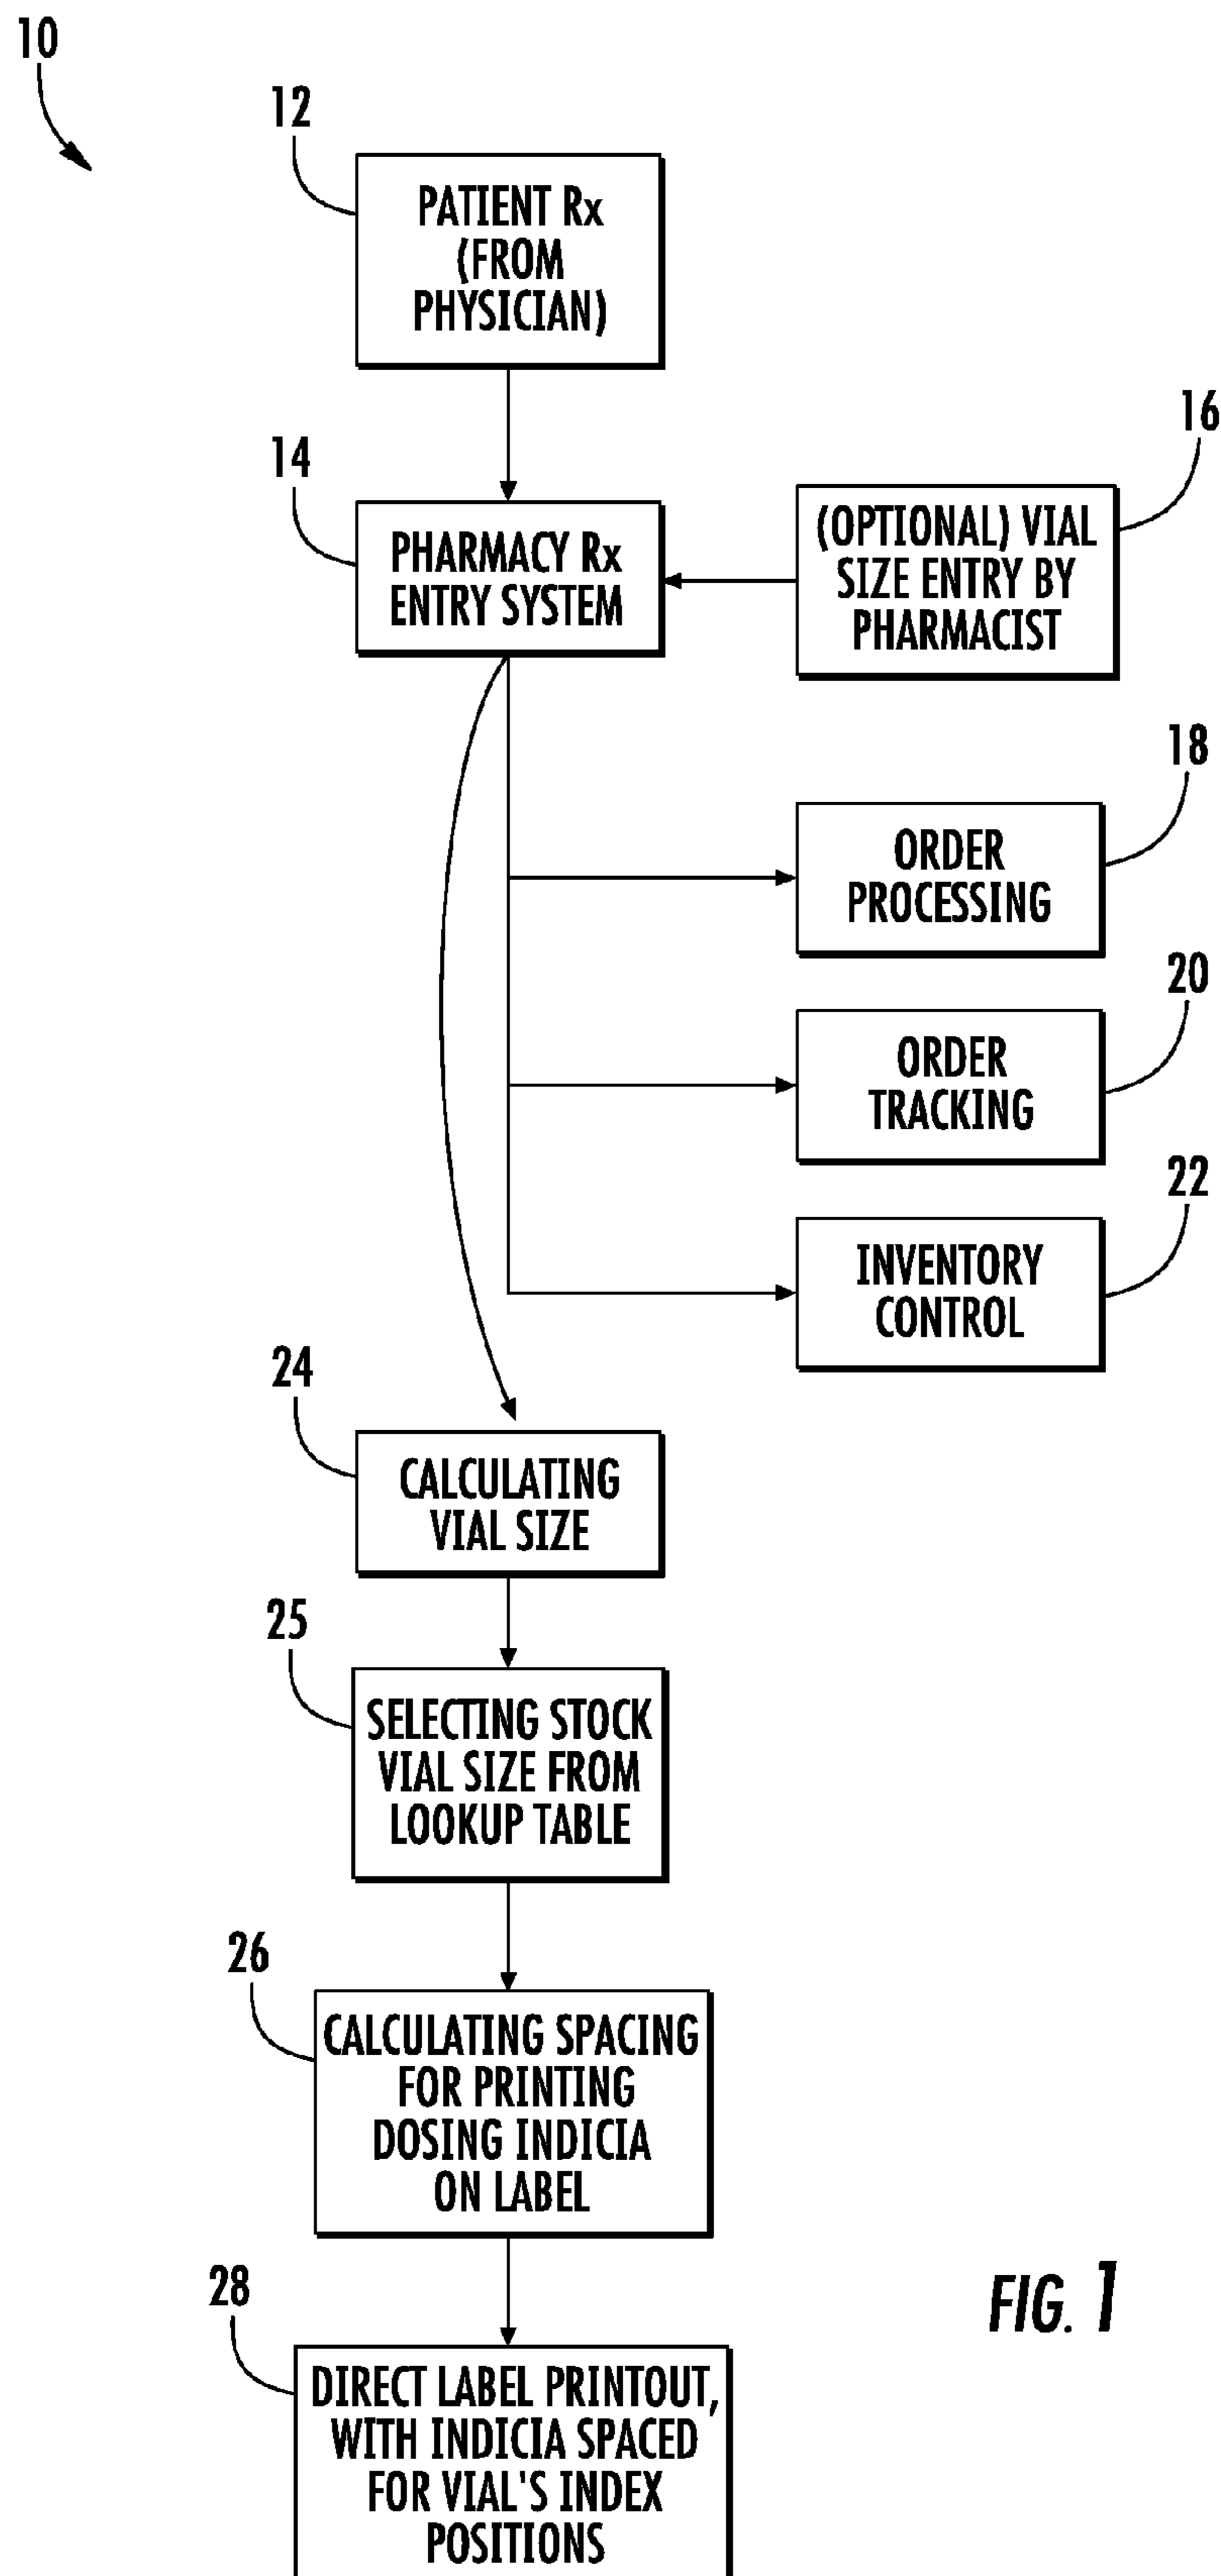 10
12
PATIENT Rx
(FROM
PHYSICIAN)
14
PHARMACY Rx
ENTRY SYSTEM
16
(OPTIONAL) VIAL
SIZE ENTRY BY
PHARMACIST
18
ORDER
PROCESSING
20
ORDER
TRACKING
22
INVENTORY
CONTROL
24
CALCULATING
VIAL SIZE
25
SELECTING STOCK
VIAL SIZE FROM
LOOKUP TABLE
26
CALCULATING SPACING
FOR PRINTING
DOSING INDICIA
ON LABEL
28
DIRECT LABEL PRINTOUT,
WITH INDICIA SPACED
FOR VIAL'S INDEX
POSITIONS
FIG. 1